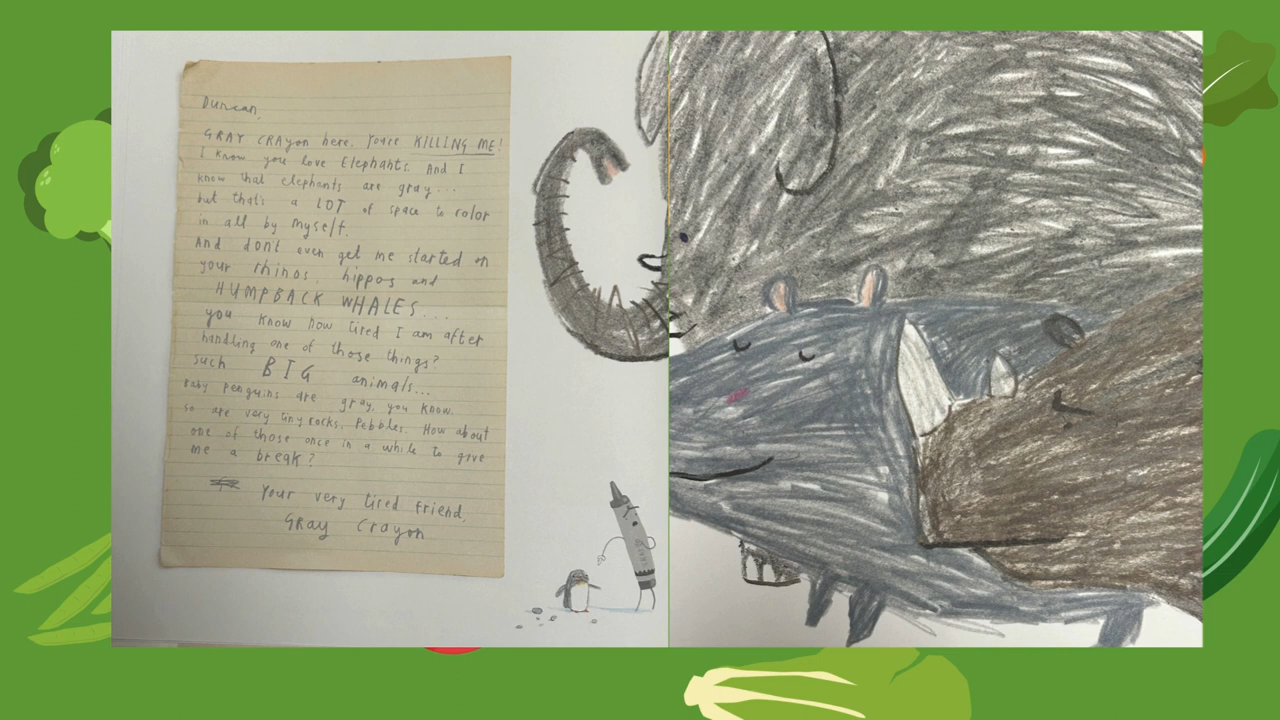 Duncan,
GRAY CRAyon here. You're KILLING ME!
I know you love Elephants. And I
know that elephants are gray...
but that's a LOT of space to color
in all by myself.
And don't even get me started on
your rhinos, hippos and
HUMPBACK WHALES...
you know how tired I am after
handling one of those things?
such BIG animals...
Baby penguins are gray, you know.
so are very tiny rocks. Pebbles. How about
one of those once in a while to give
me a break?
Your very tired friend,
GRay Crayon
GRAY